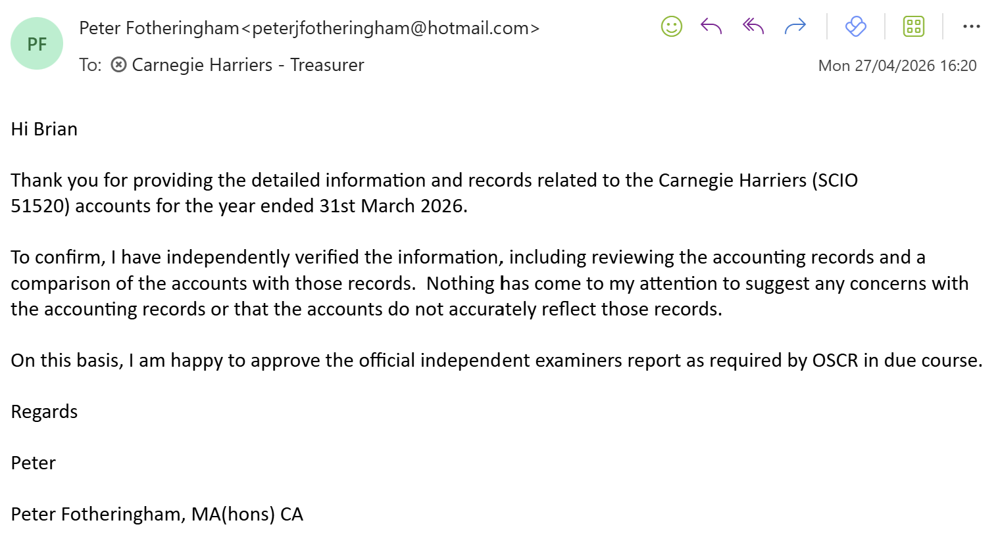 PF
Peter Fotheringham<peterjfotheringham@hotmail.com>
To: Carnegie Harriers - Treasurer
Mon 27/04/2026 16:20
Hi Brian
Thank you for providing the detailed information and records related to the Carnegie Harriers (SCIO
51520) accounts for the year ended 31st March 2026.
To confirm, I have independently verified the information, including reviewing the accounting records and a
comparison of the accounts with those records.  Nothing has come to my attention to suggest any concerns with
the accounting records or that the accounts do not accurately reflect those records.
On this basis, I am happy to approve the official independent examiners report as required by OSCR in due course.
Regards
Peter
Peter Fotheringham, MA(hons) CA